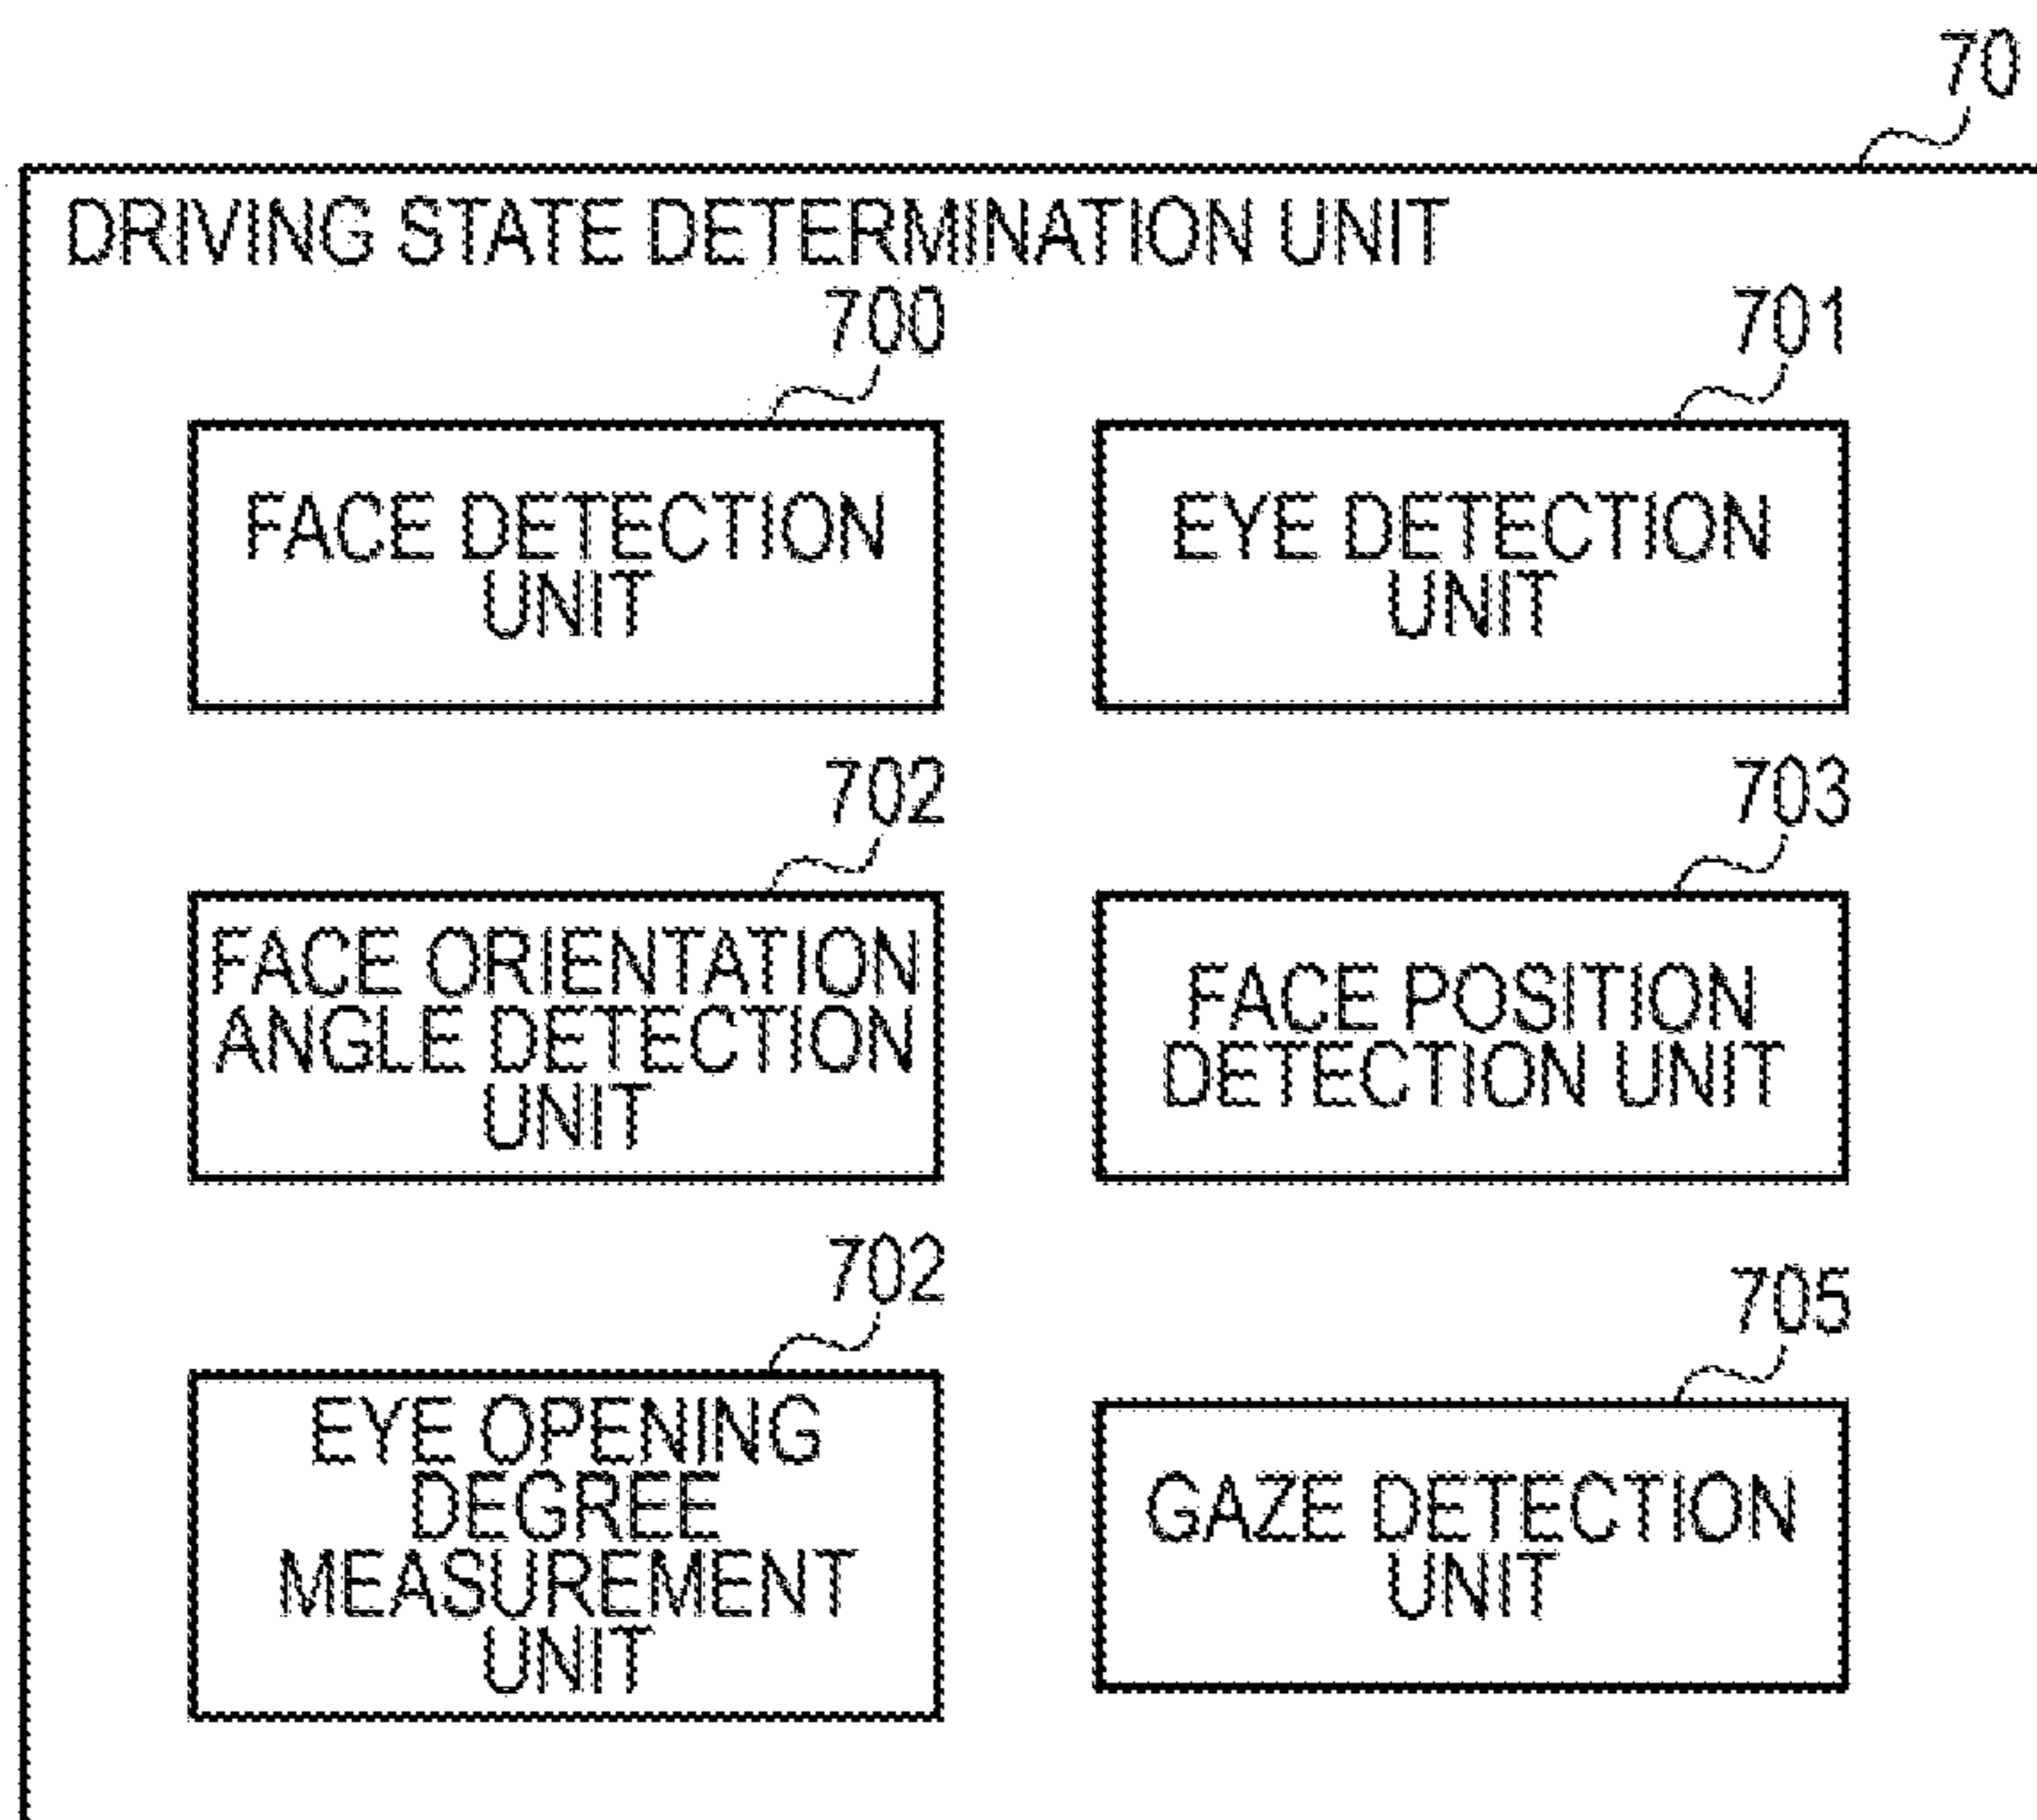 70
DRIVING STATE DETERMINATION UNIT
700
701
FACE DETECTION
UNIT
EYE DETECTION
UNIT
702
703
FACE ORIENTATION
ANGLE DETECTION
UNIT
FACE POSITION
DETECTION UNIT
702
705
EYE OPENING
DEGREE
MEASUREMENT
UNIT
GAZE DETECTION
UNIT